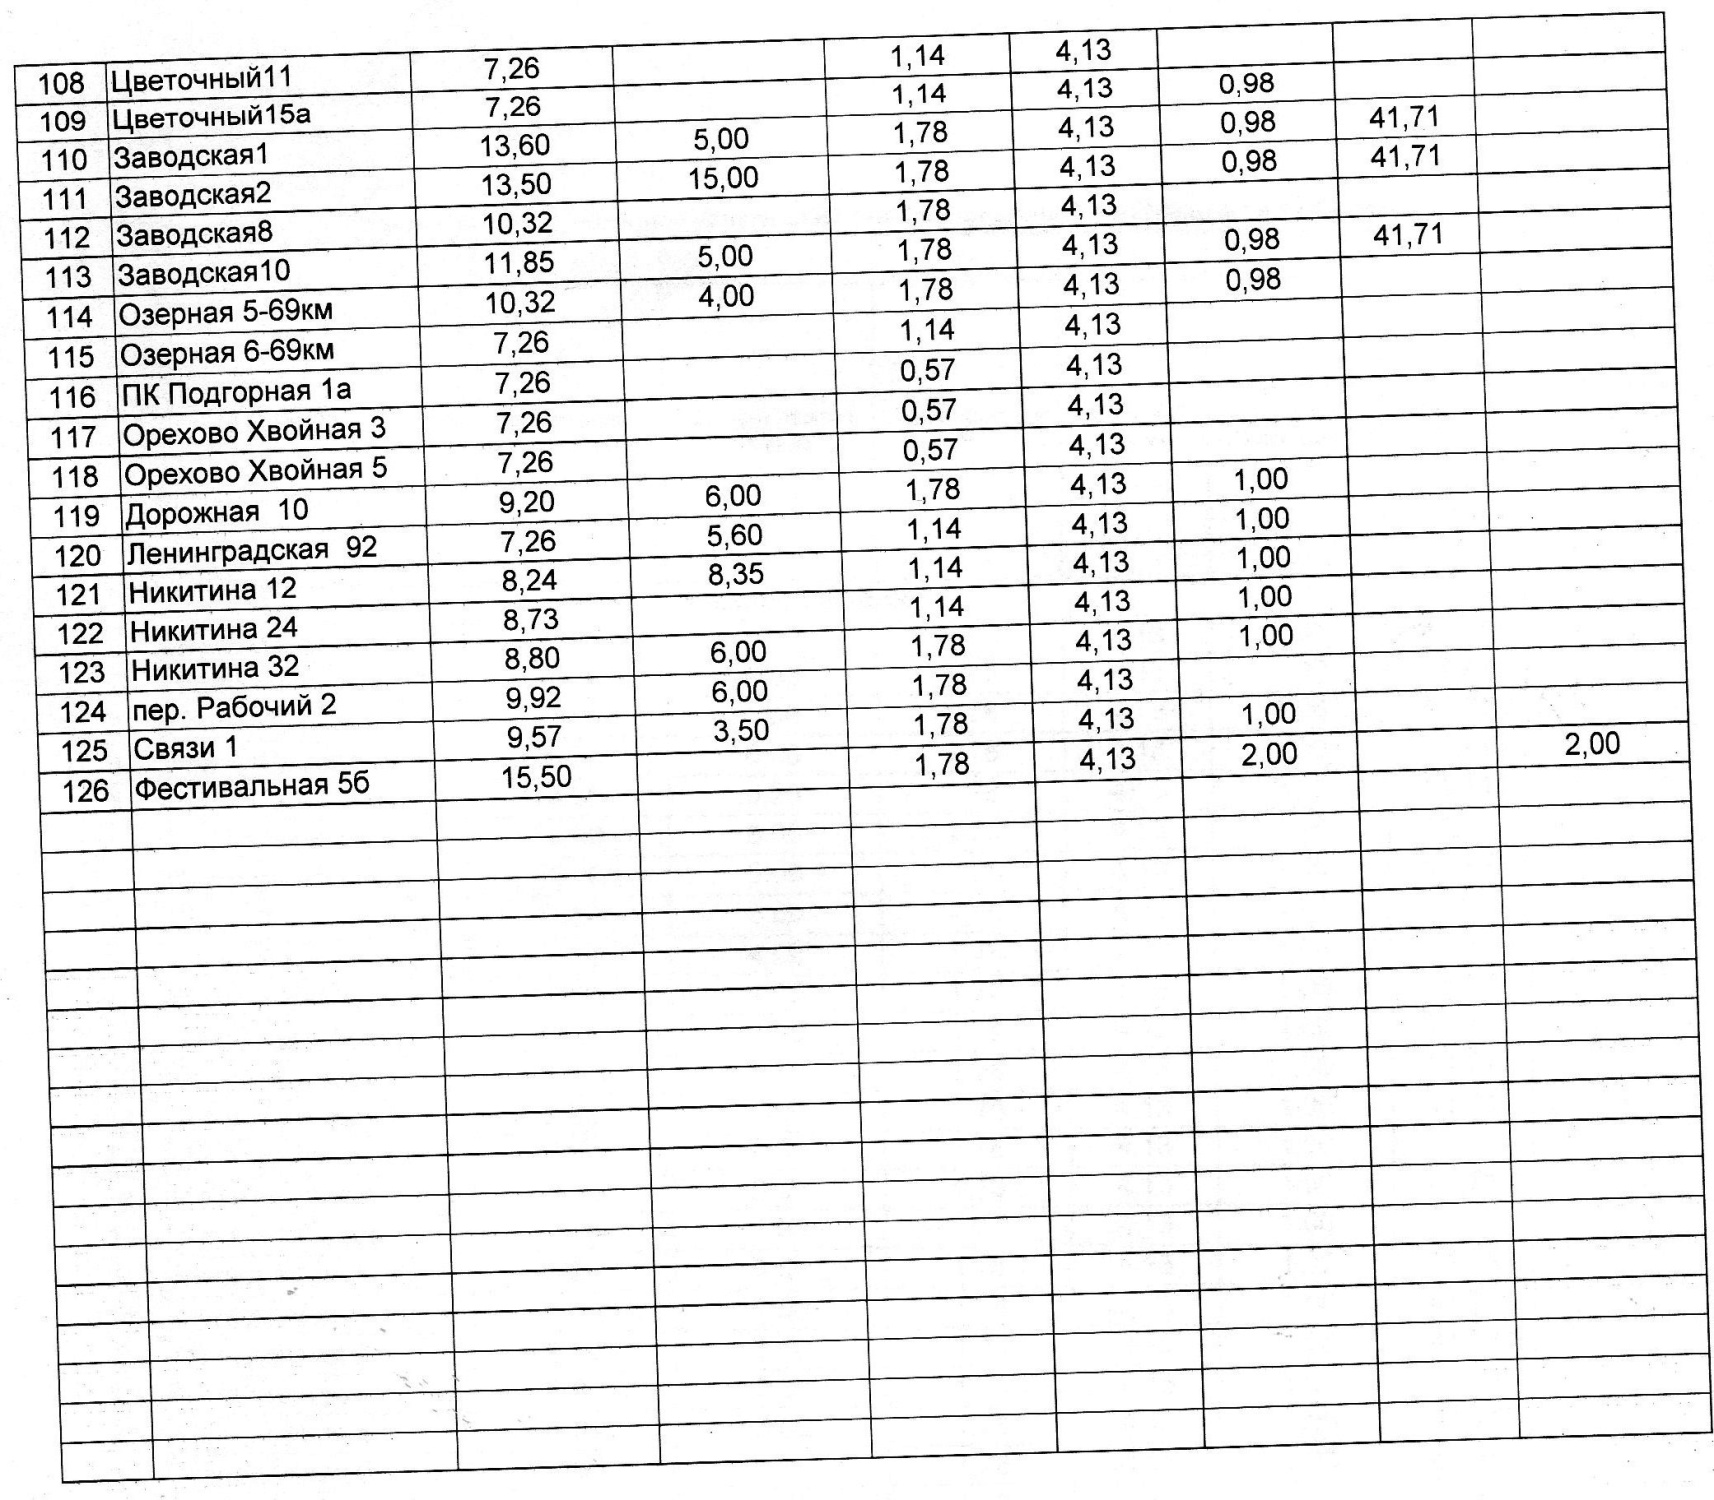 108 Цветочный11 7,26 1,14 4,13
109 Цветочный15а 7,26 1,14 4,13 0,98
110 Заводская1 13,60 5,00 1,78 4,13 0,98 41,71
111 Заводская2 13,50 15,00 1,78 4,13 0,98 41,71
112 Заводская8 10,32 1,78 4,13
113 Заводская10 11,85 5,00 1,78 4,13 0,98 41,71
114 Озерная 5-69км 10,32 4,00 1,78 4,13 0,98
115 Озерная 6-69км 7,26 1,14 4,13
116 ПК Подгорная 1а 7,26 0,57 4,13
117 Орехово Хвойная 3 7,26 0,57 4,13
118 Орехово Хвойная 5 7,26 0,57 4,13
119 Дорожная 10 9,20 6,00 1,78 4,13 1,00
120 Ленинградская 92 7,26 5,60 1,14 4,13 1,00
121 Никитина 12 8,24 8,35 1,14 4,13 1,00
122 Никитина 24 8,73 1,14 4,13 1,00
123 Никитина 32 8,80 6,00 1,78 4,13 1,00
124 пер. Рабочий 2 9,92 6,00 1,78 4,13
125 Связи 1 9,57 3,50 1,78 4,13 1,00
126 Фестивальная 5б 15,50 1,78 4,13 2,00 2,00